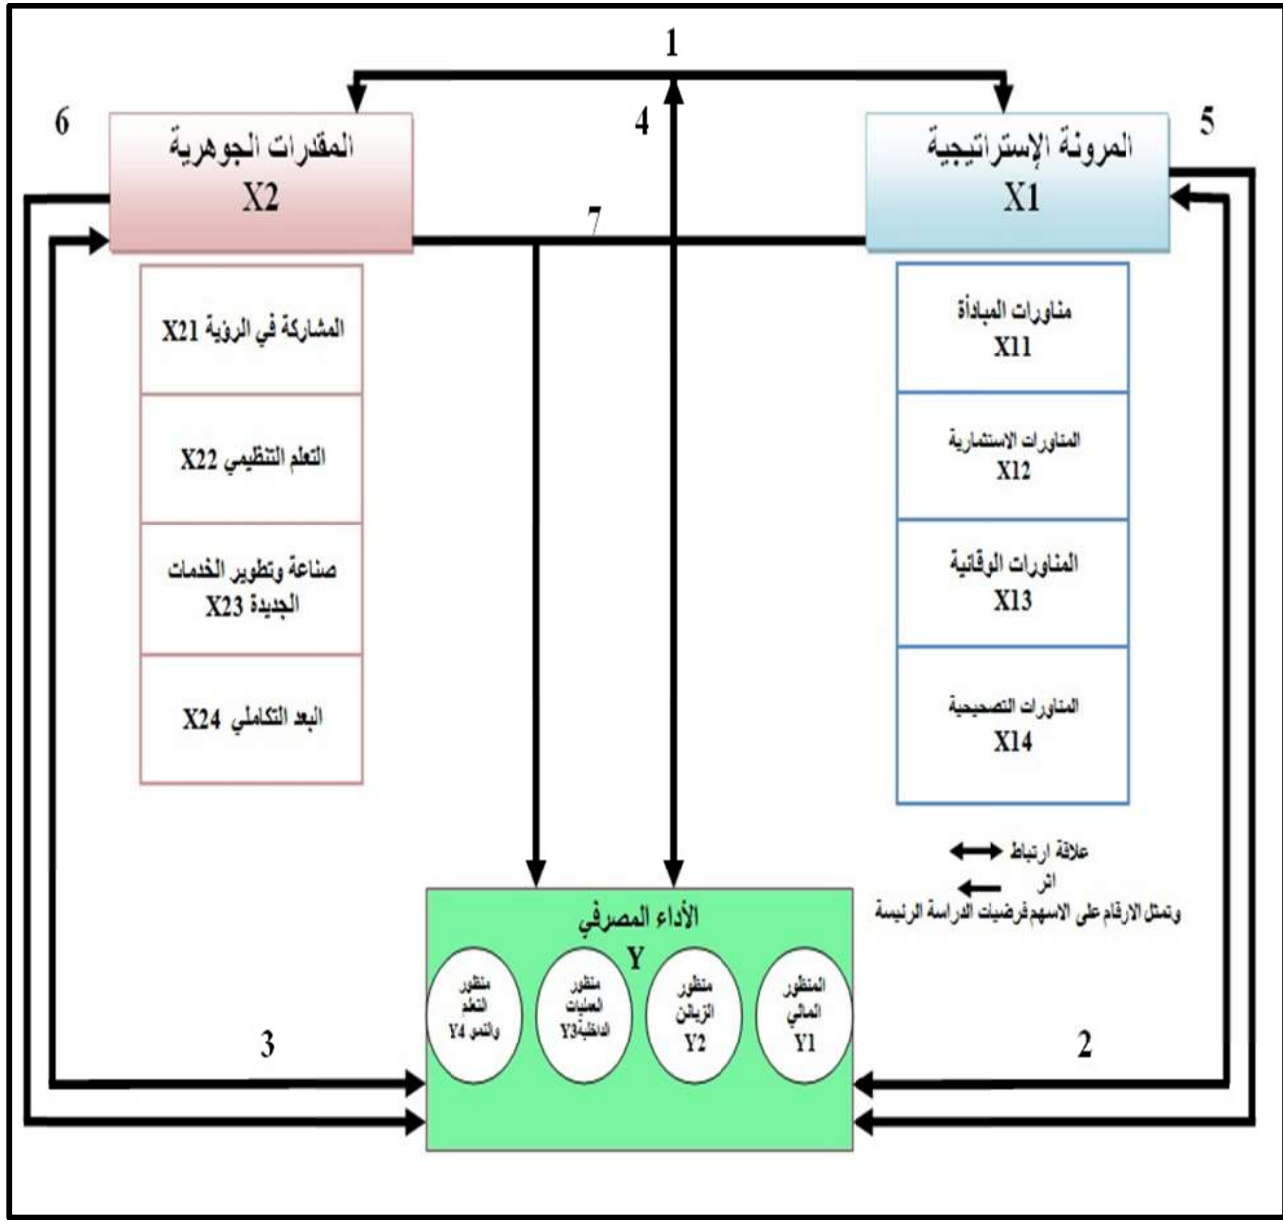 1
6
4
5
المرونة الإستراتيجية
X1
المقدرات الجوهرية
X2
7
مناورات المبادأة
X11
المناورات الاستثمارية
X12
المناورات الوقائية
X13
المناورات التصحيحية
X14
المشاركة في الرؤية X21
التعلم التنظيمي X22
صناعة وتطوير الخدمات
الجديدة X23
البعد التكاملي X24
علاقة ارتباط
اثر
وتمثل الارقام على الاسهم فرضيات الدراسة الرئيسة
الأداء المصرفي
Y
المنظور
المالي
Y1
منظور
الزبائن
Y2
منظور
العمليات
الداخلية Y3
منظور
التعلم
والنمو Y4
3
2